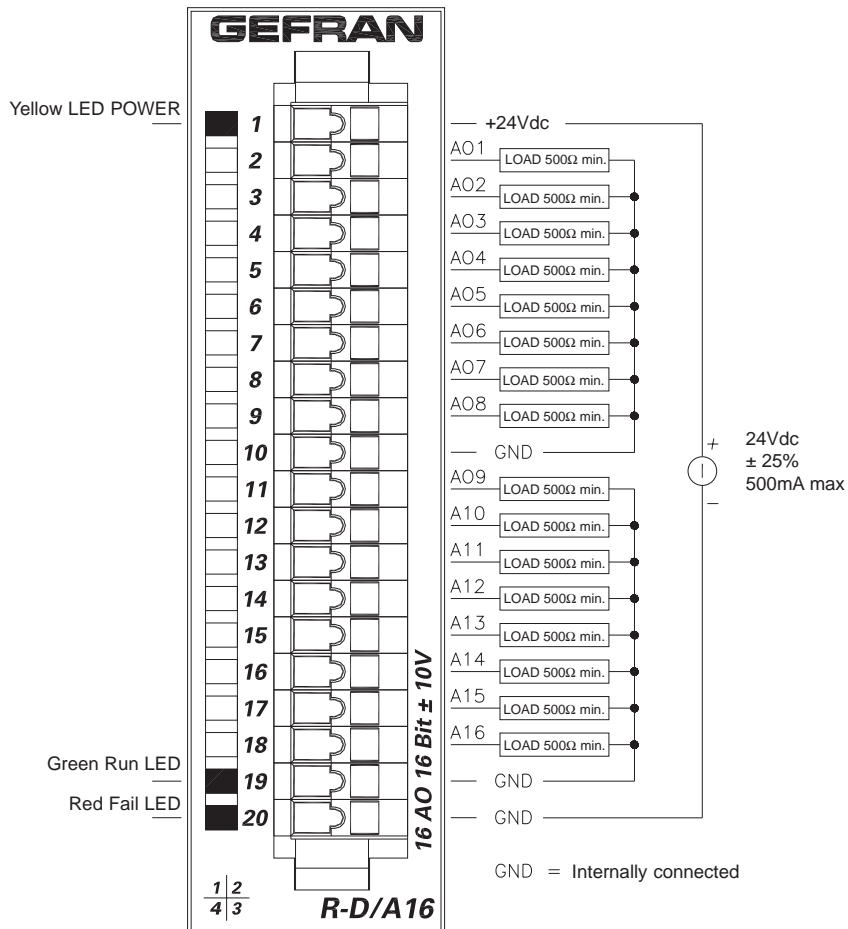 GEFRAN
Yellow LED POWER
1
+24Vdc
2
AO1
LOAD 500Ω min.
3
AO2
LOAD 500Ω min.
4
AO3
LOAD 500Ω min.
5
AO4
LOAD 500Ω min.
6
AO5
LOAD 500Ω min.
7
AO6
LOAD 500Ω min.
8
AO7
LOAD 500Ω min.
9
AO8
LOAD 500Ω min.
10
GND
11
AO9
LOAD 500Ω min.
12
A10
LOAD 500Ω min.
13
A11
LOAD 500Ω min.
14
A12
LOAD 500Ω min.
15
A13
LOAD 500Ω min.
16
A14
LOAD 500Ω min.
17
A15
LOAD 500Ω min.
18
A16
LOAD 500Ω min.
Green Run LED
19
GND
Red Fail LED
20
GND
+
24Vdc
± 25%
500mA max
−
16 AO 16 Bit ± 10V
GND = Internally connected
1 2
4 3
R-D/A16